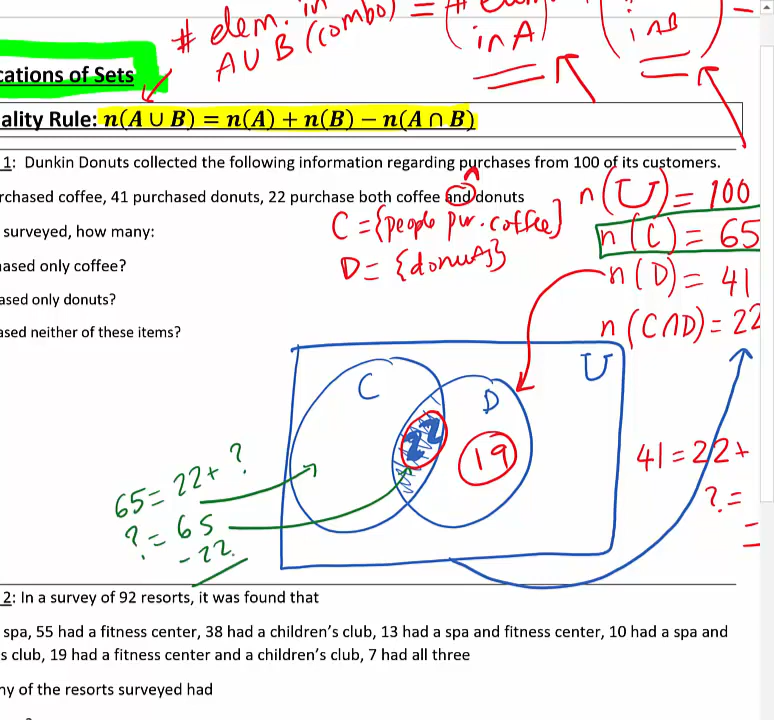 # elem. in
A∪B (combo) =
(in A)
(in B) -
cations of Sets
ality Rule: n(A ∪ B) = n(A) + n(B) − n(A ∩ B)
1: Dunkin Donuts collected the following information regarding purchases from 100 of its customers.
rchased coffee, 41 purchased donuts, 22 purchase both coffee and donuts
n(U) = 100
surveyed, how many:
C = {people pur. coffee}
n(C) = 65
ased only coffee?
D = {donuts}
n(D) = 41
ased only donuts?
ased neither of these items?
n(C∩D) = 22
U
C
D
22
19
65 = 22 + ?
? = 65
- 22
41 = 22 +
? =
=
2: In a survey of 92 resorts, it was found that
spa, 55 had a fitness center, 38 had a children's club, 13 had a spa and fitness center, 10 had a spa and
s club, 19 had a fitness center and a children's club, 7 had all three
ny of the resorts surveyed had